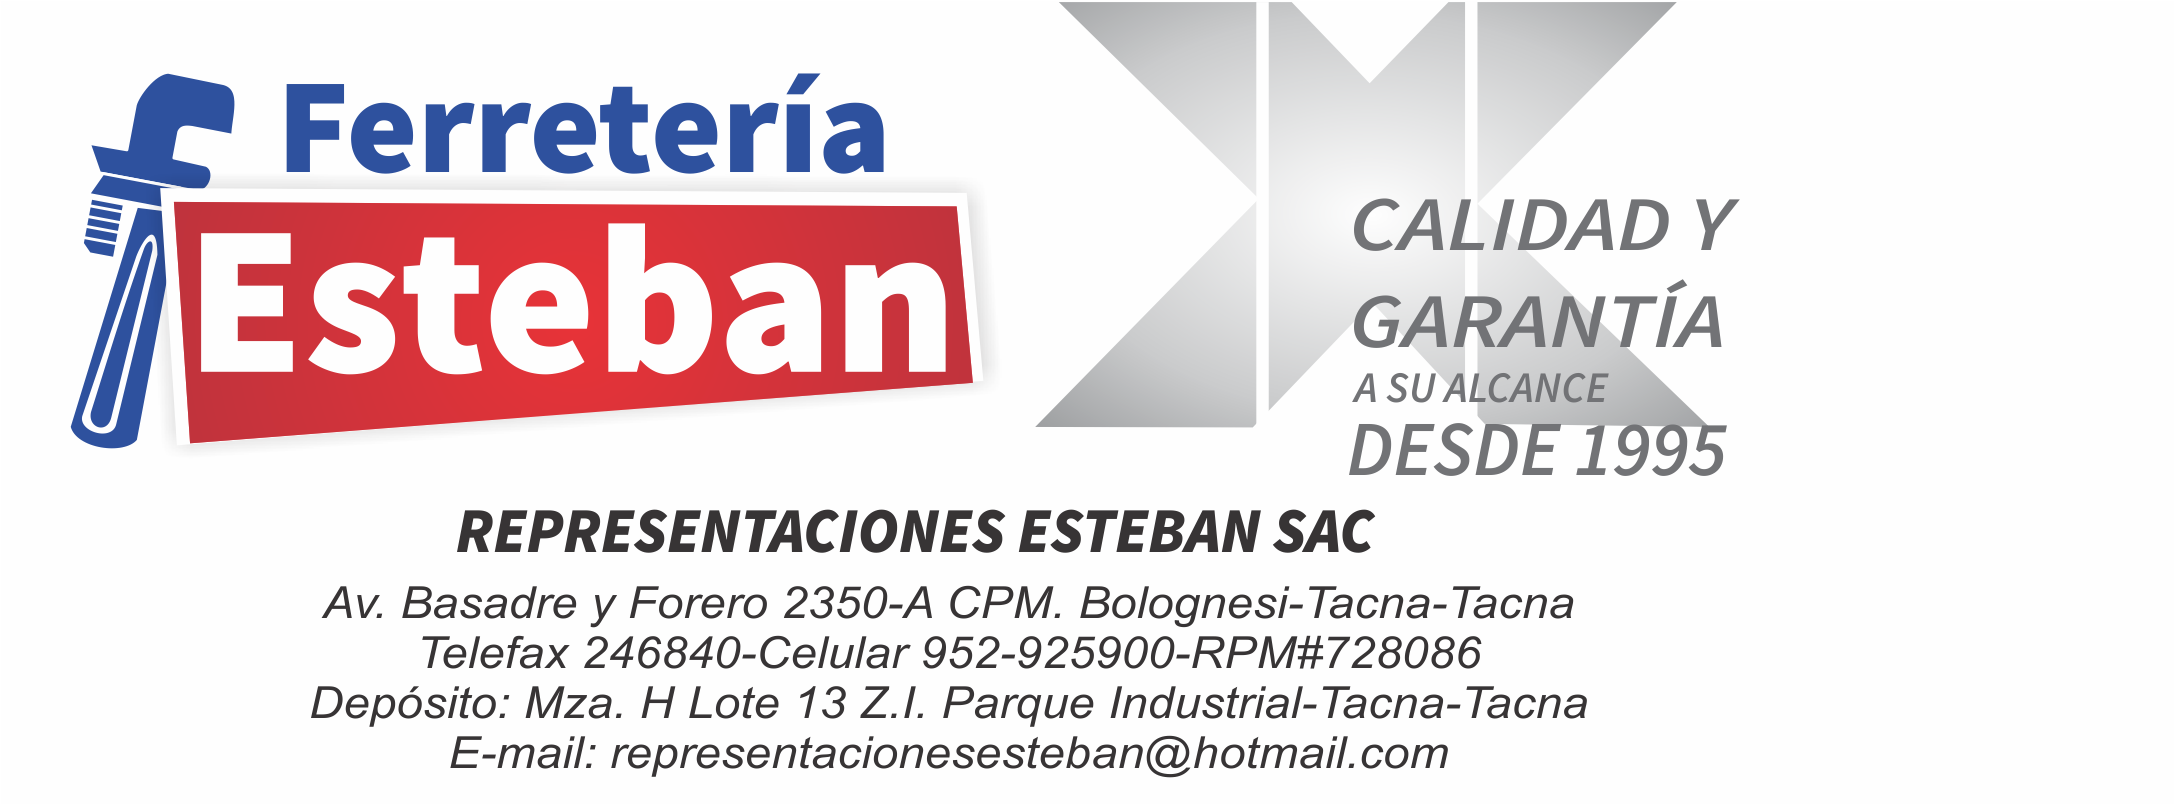 Ferretería
Esteban
CALIDAD Y
GARANTÍA
A SU ALCANCE
DESDE 1995
REPRESENTACIONES ESTEBAN SAC
Av. Basadre y Forero 2350-A CPM. Bolognesi-Tacna-Tacna
Telefax 246840-Celular 952-925900-RPM#728086
Depósito: Mza. H Lote 13 Z.I. Parque Industrial-Tacna-Tacna
E-mail: representacionesesteban@hotmail.com